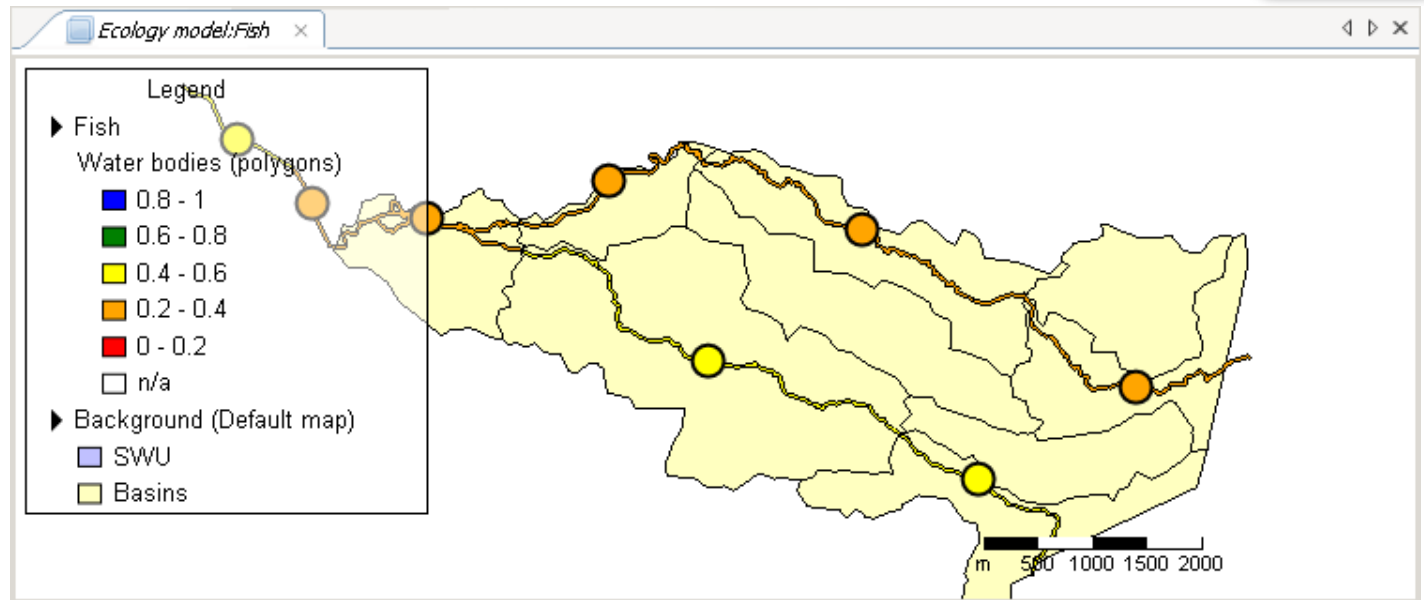 Ecology model:Fish
Legend
Fish
Water bodies (polygons)
0.8 - 1
0.6 - 0.8
0.4 - 0.6
0.2 - 0.4
0 - 0.2
n/a
Background (Default map)
SWU
Basins
m 500 1000 1500 2000